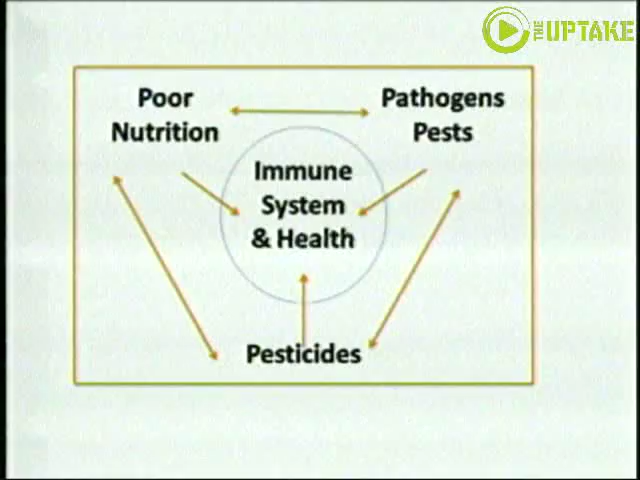 THE UPTAKE
Poor
Nutrition
Pathogens
Pests
Immune
System
& Health
Pesticides